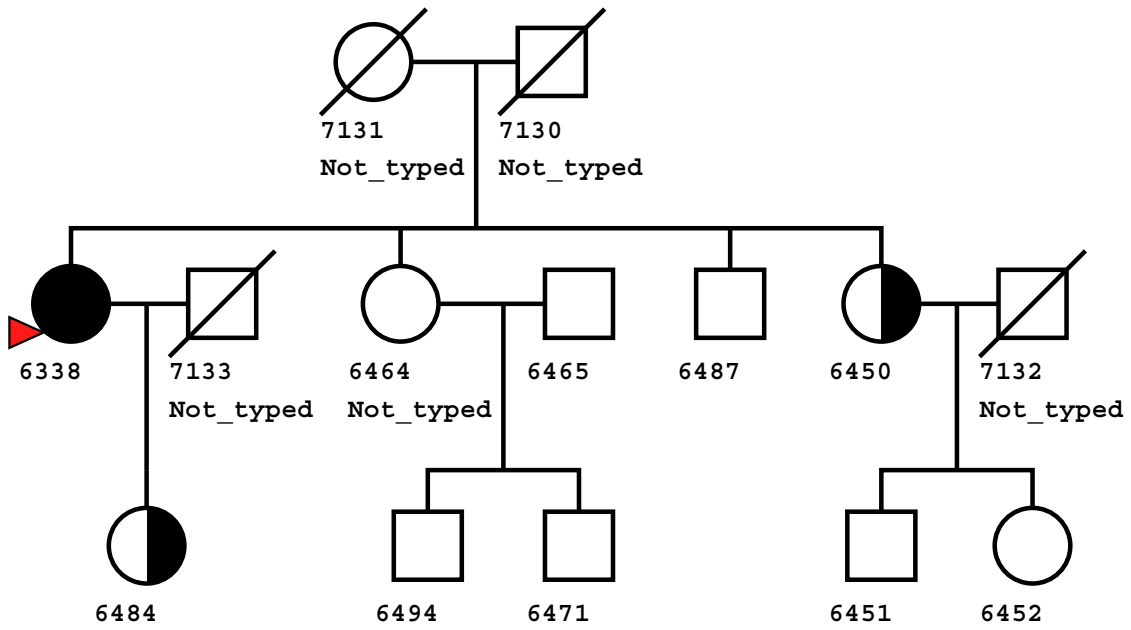 7131 7130
Not_typed Not_typed
6338 7133 6464 6465 6487 6450 7132
Not_typed Not_typed Not_typed
6484 6494 6471 6451 6452